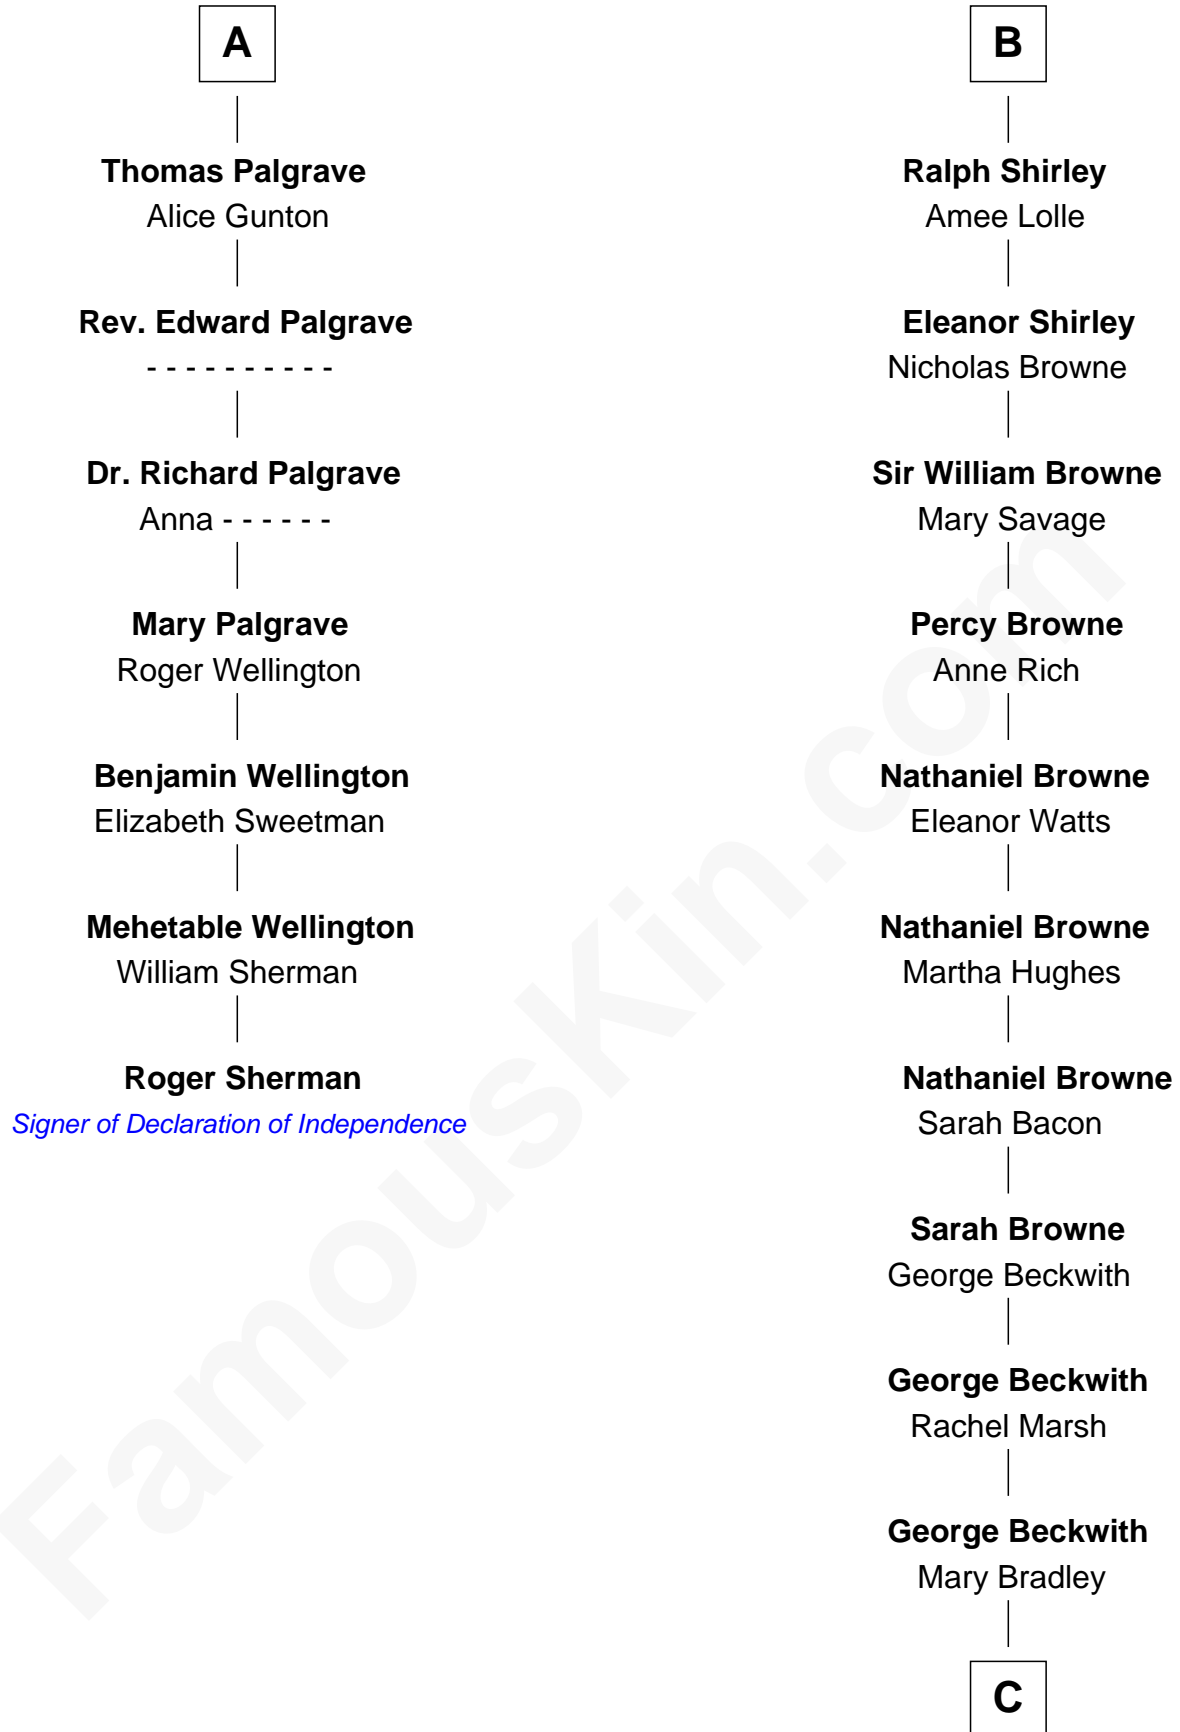 A
Thomas Palgrave
Alice Gunton
Rev. Edward Palgrave
- - - - - - - - - -
Dr. Richard Palgrave
Anna - - - - - -
Mary Palgrave
Roger Wellington
Benjamin Wellington
Elizabeth Sweetman
Mehetable Wellington
William Sherman
Roger Sherman
Signer of Declaration of Independence
B
Ralph Shirley
Amee Lolle
Eleanor Shirley
Nicholas Browne
Sir William Browne
Mary Savage
Percy Browne
Anne Rich
Nathaniel Browne
Eleanor Watts
Nathaniel Browne
Martha Hughes
Nathaniel Browne
Sarah Bacon
Sarah Browne
George Beckwith
George Beckwith
Rachel Marsh
George Beckwith
Mary Bradley
C
FamousKin.com